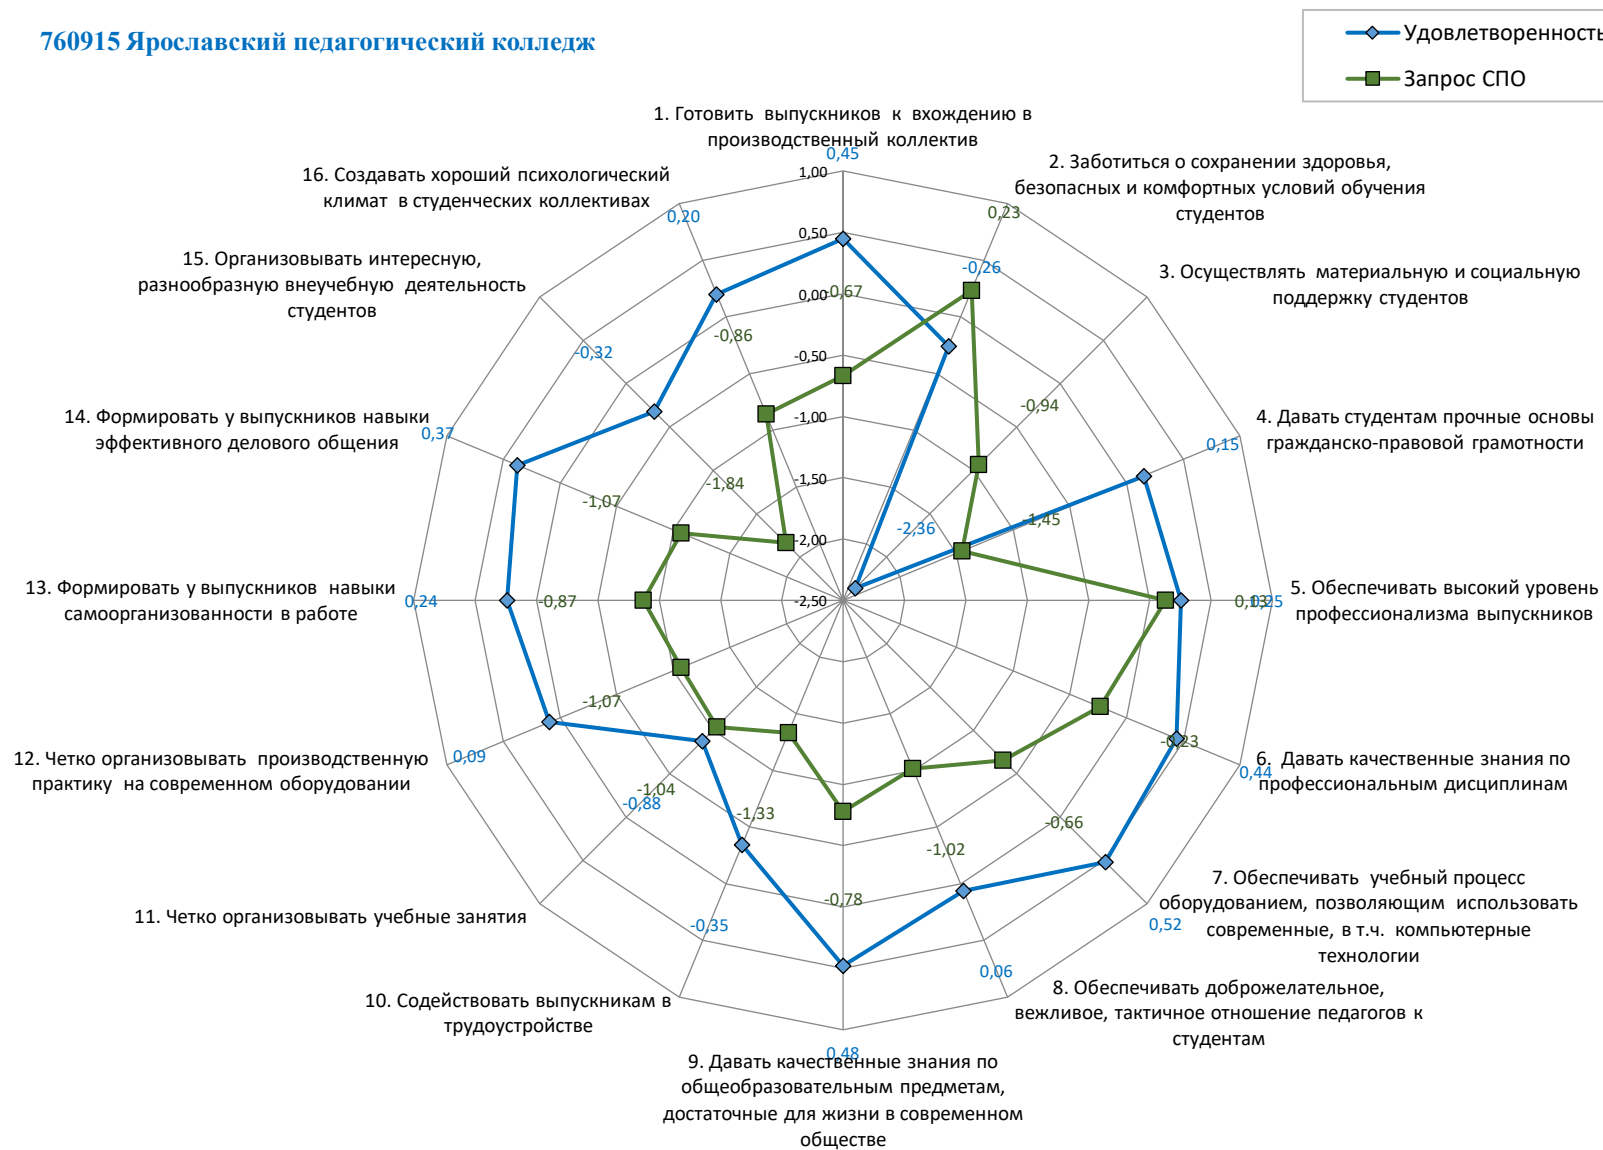 760915 Ярославский педагогический колледж
Удовлетворенность
Запрос СПО
1. Готовить выпускников к вхождению в
производственный коллектив
0,45
2. Заботиться о сохранении здоровья,
безопасных и комфортных условий обучения
студентов
0,23
-0,26
3. Осуществлять материальную и социальную
поддержку студентов
-0,94
-2,36
4. Давать студентам прочные основы
гражданско-правовой грамотности
0,15
-1,45
5. Обеспечивать высокий уровень
профессионализма выпускников
0,13
0,25
6. Давать качественные знания по
профессиональным дисциплинам
-0,23
0,44
7. Обеспечивать учебный процесс
оборудованием, позволяющим использовать
современные, в т.ч. компьютерные
технологии
-0,66
0,52
8. Обеспечивать доброжелательное,
вежливое, тактичное отношение педагогов к
студентам
-1,02
0,06
9. Давать качественные знания по
общеобразовательным предметам,
достаточные для жизни в современном
обществе
-0,78
0,48
10. Содействовать выпускникам в
трудоустройстве
-1,33
-0,35
11. Четко организовывать учебные занятия
-1,04
-0,88
12. Четко организовывать производственную
практику на современном оборудовании
-1,07
0,09
13. Формировать у выпускников навыки
самоорганизованности в работе
0,24
-0,87
14. Формировать у выпускников навыки
эффективного делового общения
0,37
-1,07
15. Организовывать интересную,
разнообразную внеучебную деятельность
студентов
-0,32
-1,84
16. Создавать хороший психологический
климат в студенческих коллективах
0,20
-0,86
-0,67
1,00
0,50
0,00
-0,50
-1,00
-1,50
-2,00
-2,50